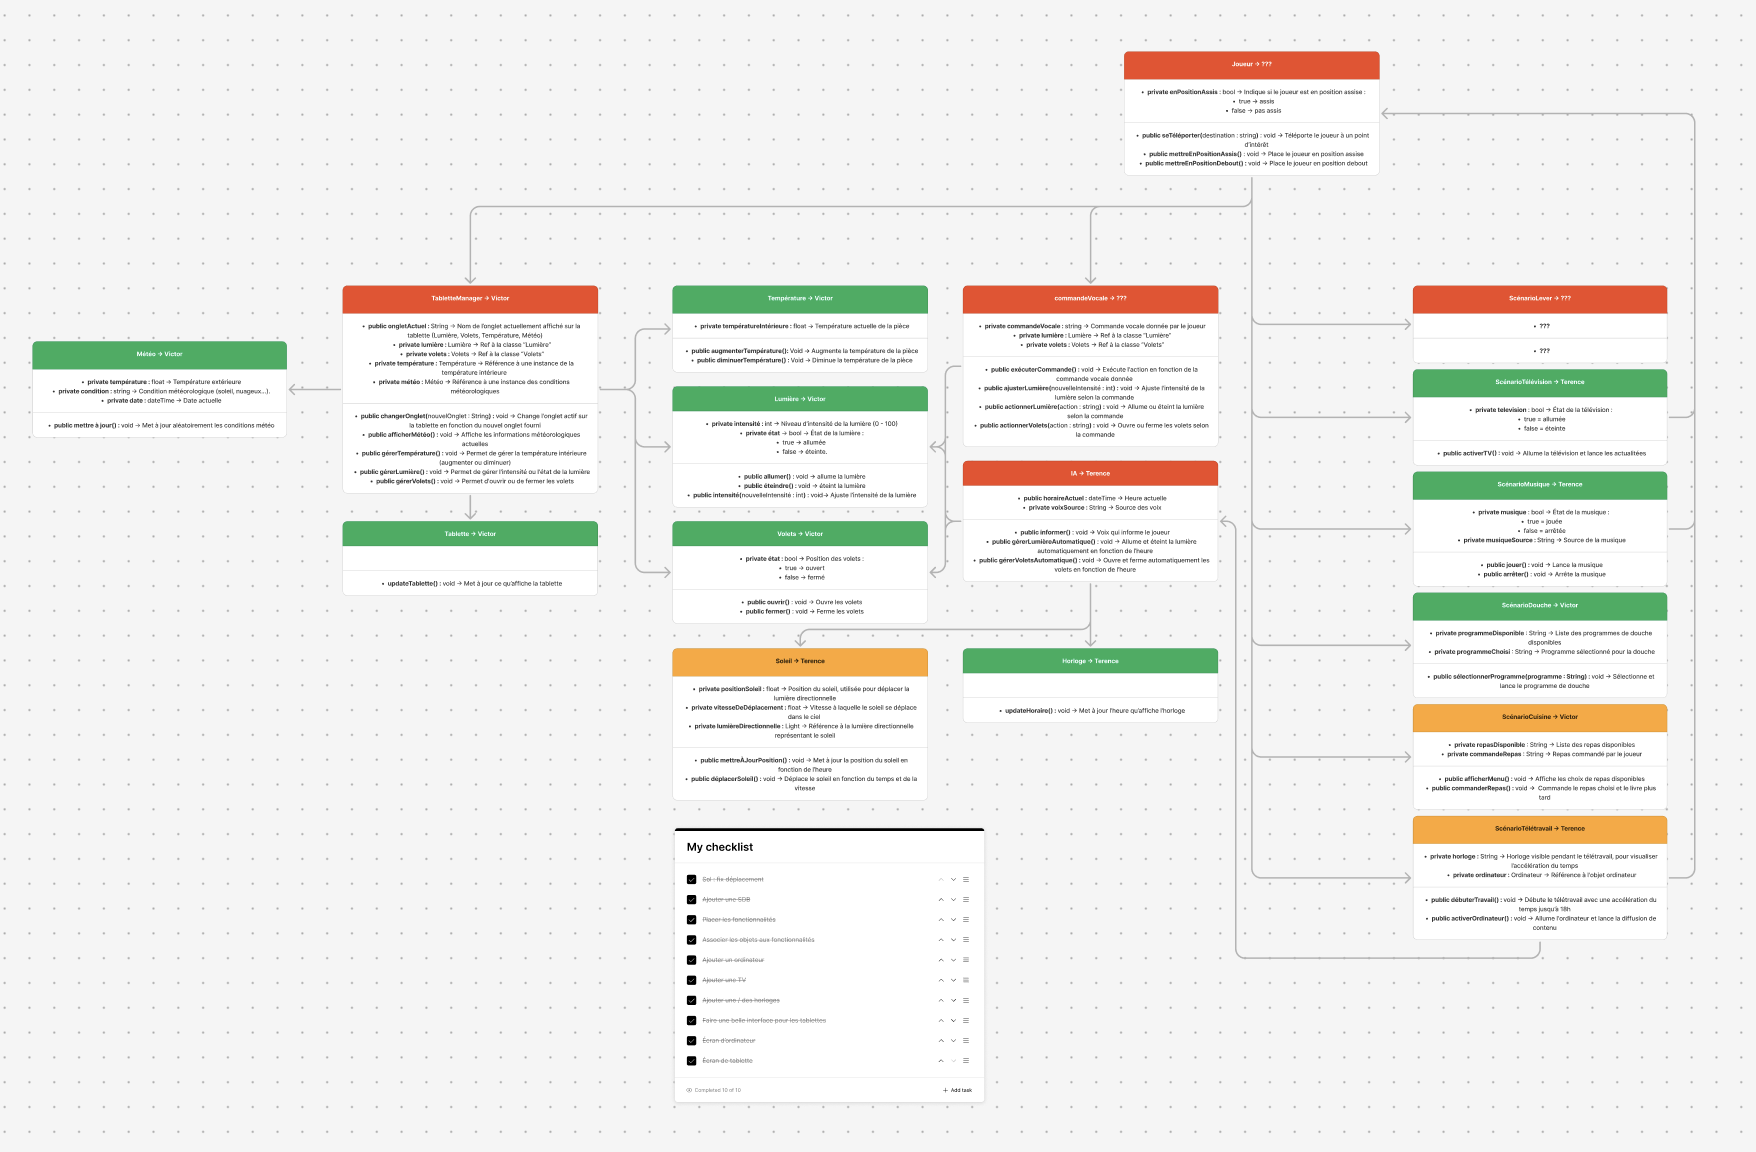 Joueur → ???
• private enPositionAssis : bool → Indique si le joueur est en position assise :
• true → assis
• false → pas assis
• public seTéléporter(destination : string) : void → Téléporte le joueur à un point
d'intérêt
• public mettreEnPositionAssis() : void → Place le joueur en position assise
• public mettreEnPositionDebout() : void → Place le joueur en position debout
Météo → Victor
• private température : float → Température extérieure
• private condition : string → Condition météorologique (soleil, nuageux...).
• private date : dateTime → Date actuelle
• public mettre à jour() : void → Met à jour aléatoirement les conditions météo
TabletteManager → Victor
• public ongletActuel : String → Nom de l'onglet actuellement affiché sur la
tablette (Lumière, Volets, Température, Météo)
• private lumière : Lumière → Ref à la classe "Lumière"
• private volets : Volets → Ref à la classe "Volets"
• private température : Température → Référence à une instance de la
température intérieure
• private météo : Météo → Référence à une instance des conditions
météorologiques
• public changerOnglet(nouvelOnglet : String) : void → Change l'onglet actif sur
la tablette en fonction du nouvel onglet fourni
• public afficherMétéo() : void → Affiche les informations météorologiques
actuelles
• public gérerTempérature() : void → Permet de gérer la température intérieure
(augmenter ou diminuer)
• public gérerLumière() : void → Permet de gérer l'intensité ou l'état de la lumière
• public gérerVolets() : void → Permet d'ouvrir ou de fermer les volets
Tablette → Victor
• updateTablette() : void → Met à jour ce qu'affiche la tablette
Température → Victor
• private températureIntérieure : float → Température actuelle de la pièce
• public augmenterTempérature(): Void → Augmente la température de la pièce
• public diminuerTempérature() : Void → Diminue la température de la pièce
Lumière → Victor
• private intensité : int → Niveau d'intensité de la lumière (0 - 100)
• private état → bool → État de la lumière :
• true → allumée
• false → éteinte.
• public allumer() : void → allume la lumière
• public éteindre() : void → éteint la lumière
• public intensité(nouvelleIntensité : int) : void → Ajuste l'intensité de la lumière
Volets → Victor
• private état : bool → Position des volets :
• true → ouvert
• false → fermé
• public ouvrir() : void → Ouvre les volets
• public fermer() : void → Ferme les volets
Soleil → Terence
• private positionSoleil : float → Position du soleil, utilisée pour déplacer la
lumière directionnelle
• private vitesseDeDéplacement : float → Vitesse à laquelle le soleil se déplace
dans le ciel
• private lumièreDirectionnelle : Light → Référence à la lumière directionnelle
représentant le soleil
• public mettreÀJourPosition() : void → Met à jour la position du soleil en
fonction de l'heure
• public déplacerSoleil() : void → Déplace le soleil en fonction du temps et de la
vitesse
commandeVocale → ???
• private commandeVocale : string → Commande vocale donnée par le joueur
• private lumière : Lumière → Ref à la classe "Lumière"
• private volets : Volets → Ref à la classe "Volets"
• public exécuterCommande() : void → Exécute l'action en fonction de la
commande vocale donnée
• public ajusterLumière(nouvelleIntensité : int) : void → Ajuste l'intensité de la
lumière selon la commande
• public actionnerLumière(action : string) : void → Allume ou éteint la lumière
selon la commande
• public actionnerVolets(action : string) : void → Ouvre ou ferme les volets selon
la commande
IA → Terence
• public horaireActuel : dateTime → Heure actuelle
• private voixSource : String → Source des voix
• public informer() : void → Voix qui informe le joueur
• public gérerLumièreAutomatique() : void → Allume et éteint la lumière
automatiquement en fonction de l'heure
• public gérerVoletsAutomatique() : void → Ouvre et ferme automatiquement les
volets en fonction de l'heure
Horloge → Terence
• updateHoraire() : void → Met à jour l'heure qu'affiche l'horloge
ScénarioLever → ???
• ???
• ???
ScénarioTélévision → Terence
• private television : bool → État de la télévision :
• true = allumée
• false = éteinte
• public activerTV() : void → Allume la télévision et lance les actualitées
ScénarioMusique → Terence
• private musique : bool → État de la musique :
• true = jouée
• false = arrêtée
• private musiqueSource : String → Source de la musique
• public jouer() : void → Lance la musique
• public arrêter() : void → Arrête la musique
ScénarioDouche → Victor
• private programmeDisponible : String → Liste des programmes de douche
disponibles
• private programmeChoisi : String → Programme sélectionné pour la douche
• public sélectionnerProgramme(programme : String) : void → Sélectionne et
lance le programme de douche
ScénarioCuisine → Victor
• private repasDisponible : String → Liste des repas disponibles
• private commandeRepas : String → Repas commandé par le joueur
• public afficherMenu() : void → Affiche les choix de repas disponibles
• public commanderRepas() : void → Commande le repas choisi et le livre plus
tard
ScénarioTélétravail → Terence
• private horloge : String → Horloge visible pendant le télétravail, pour visualiser
l'accélération du temps
• private ordinateur : Ordinateur → Référence à l'objet ordinateur
• public débuterTravail() : void → Débute le télétravail avec une accélération du
temps jusqu'à 18h
• public activerOrdinateur() : void → Allume l'ordinateur et lance la diffusion de
contenu
My checklist
Sol : fix déplacement
Ajouter une SDB
Placer les fonctionnalités
Associer les objets aux fonctionnalités
Ajouter un ordinateur
Ajouter une TV
Ajouter une / des horloges
Faire une belle interface pour les tablettes
Écran d'ordinateur
Écran de tablette
Completed 10 of 10
+ Add task